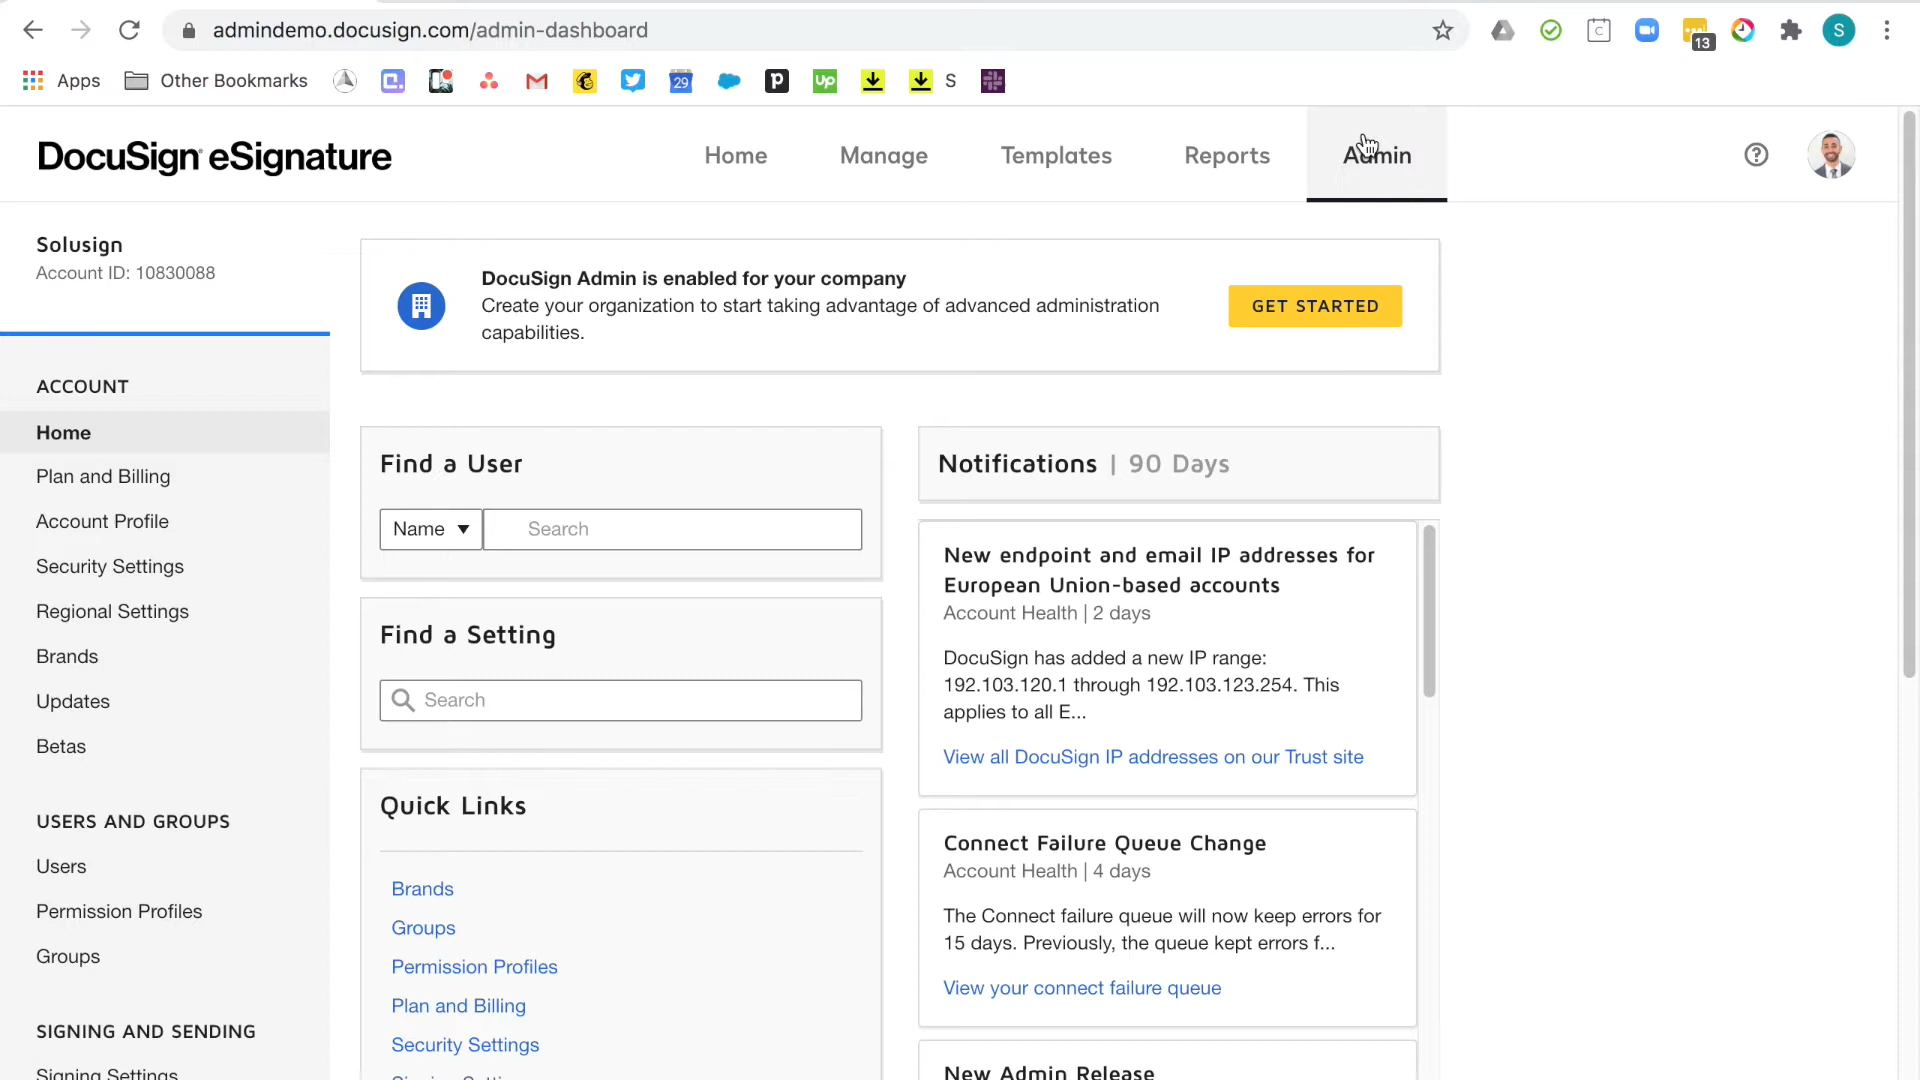 admindemo.docusign.com/admin-dashboard
C
13
S
Apps
Other Bookmarks
29
P
up
S
DocuSign eSignature
Home
Manage
Templates
Reports
Admin
Solusign
Account ID: 10830088
DocuSign Admin is enabled for your company
Create your organization to start taking advantage of advanced administration
capabilities.
GET STARTED
ACCOUNT
Home
Plan and Billing
Account Profile
Security Settings
Regional Settings
Brands
Updates
Betas
USERS AND GROUPS
Users
Permission Profiles
Groups
SIGNING AND SENDING
Signing Settings
Find a User
Name
Search
Find a Setting
Search
Quick Links
Brands
Groups
Permission Profiles
Plan and Billing
Security Settings
Notifications | 90 Days
New endpoint and email IP addresses for
European Union-based accounts
Account Health | 2 days
DocuSign has added a new IP range:
192.103.120.1 through 192.103.123.254. This
applies to all E...
View all DocuSign IP addresses on our Trust site
Connect Failure Queue Change
Account Health | 4 days
The Connect failure queue will now keep errors for
15 days. Previously, the queue kept errors f...
View your connect failure queue
New Admin Release